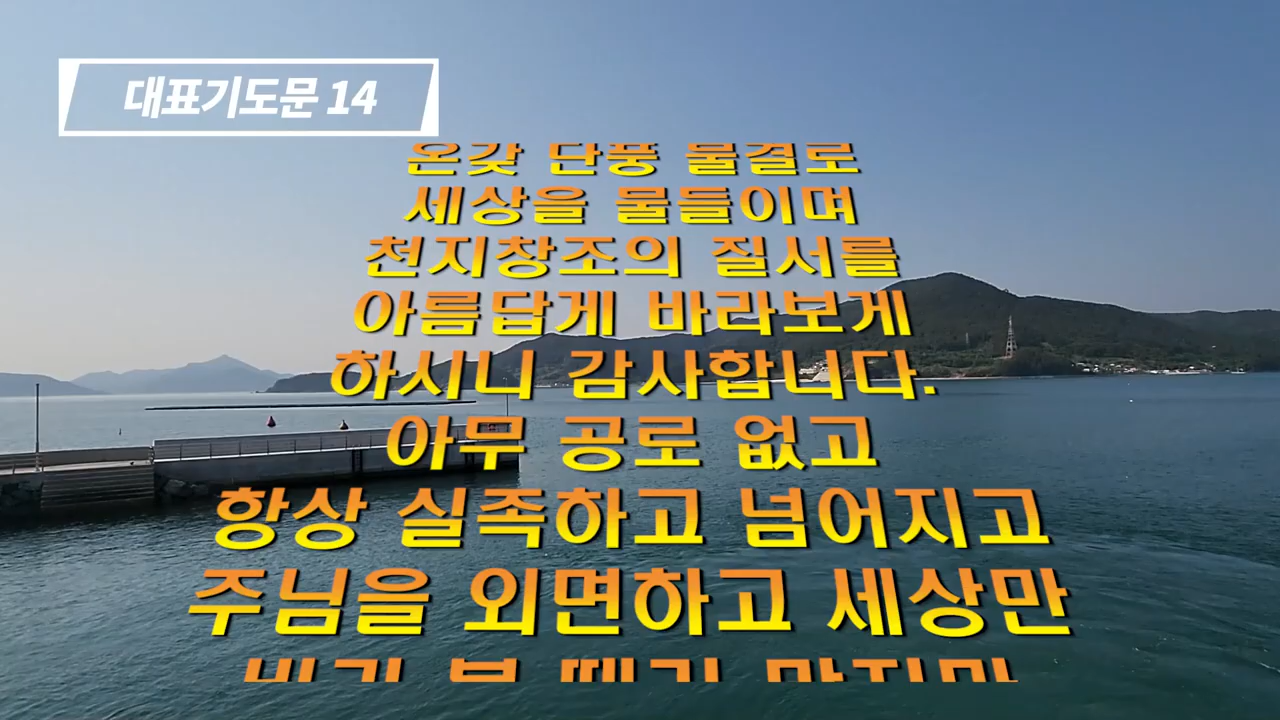 대표기도문 14
온갖 단풍 물결로
세상을 물들이며
천지창조의 질서를
아름답게 바라보게
하시니 감사합니다.
아무 공로 없고
항상 실족하고 넘어지고
주님을 외면하고 세상만